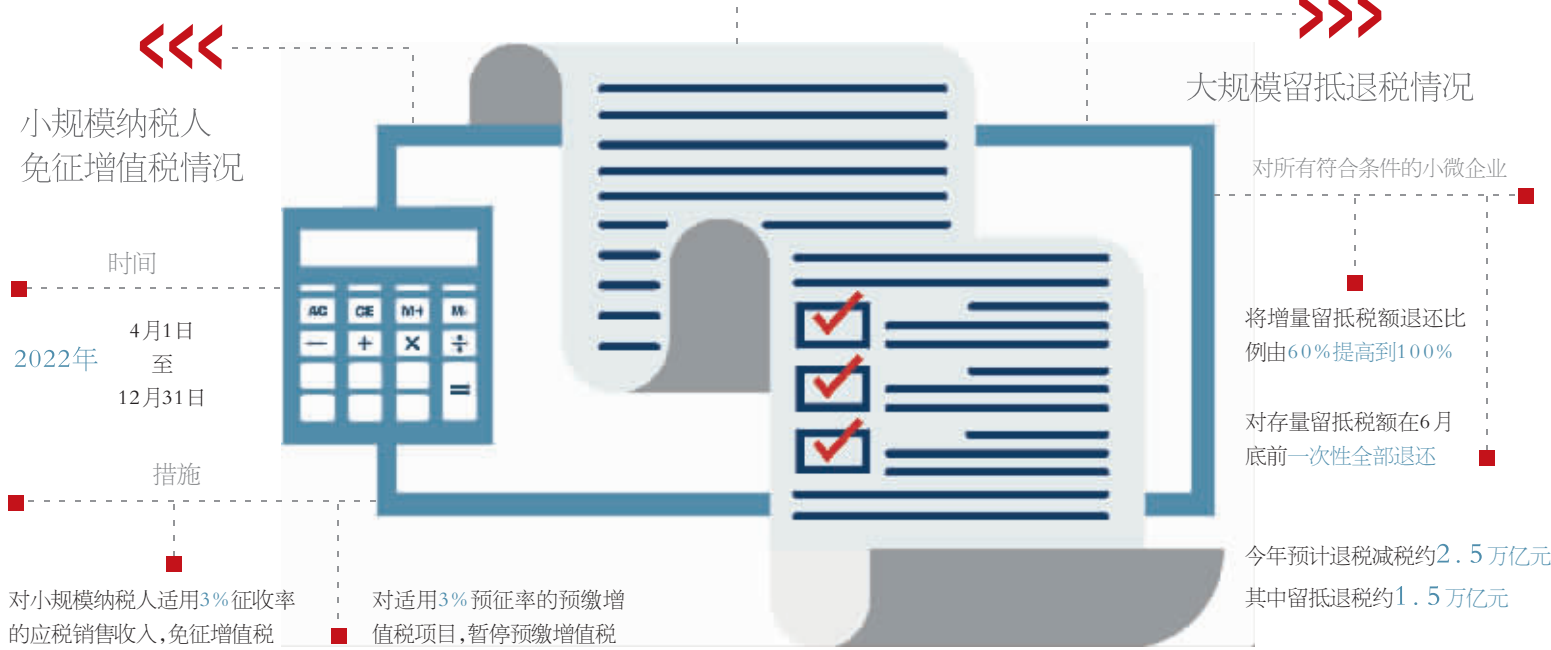 小规模纳税人
免征增值税情况
时间
2022年
4月1日
至
12月31日
措施
对小规模纳税人适用3%征收率
的应税销售收入,免征增值税
对适用3%预征率的预缴增
值税项目,暂停预缴增值税
AC CE M+ M-
— + × ÷
=
大规模留抵退税情况
对所有符合条件的小微企业
将增量留抵税额退还比
例由60%提高到100%
对存量留抵税额在6月
底前一次性全部退还
今年预计退税减税约2.5万亿元
其中留抵退税约1.5万亿元